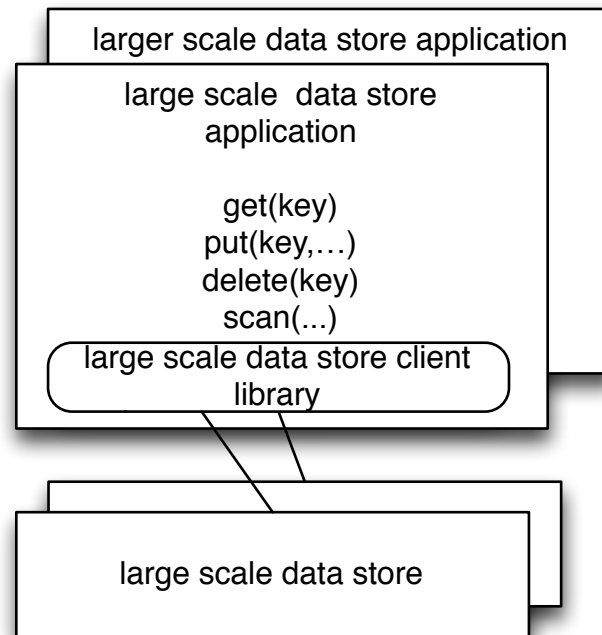 larger scale data store application
large scale  data store
application
get(key)
put(key,…)
delete(key)
scan(...)
large scale data store client
library
large scale data store